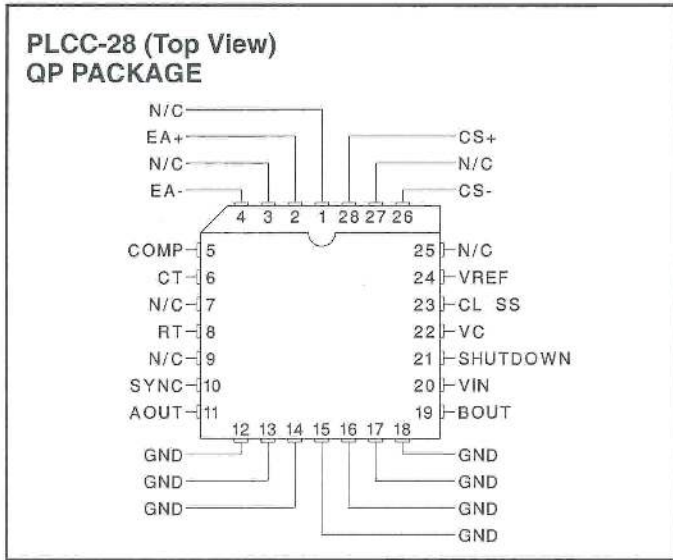 PLCC-28 (Top View)
QP PACKAGE
N/C
EA+ CS+
N/C N/C
EA- CS-
4 3 2 1 28 27 26
COMP 5 25 N/C
CT 6 24 VREF
N/C 7 23 CL SS
RT 8 22 VC
N/C 9 21 SHUTDOWN
SYNC 10 20 VIN
AOUT 11 19 BOUT
12 13 14 15 16 17 18
GND GND
GND GND
GND GND
GND